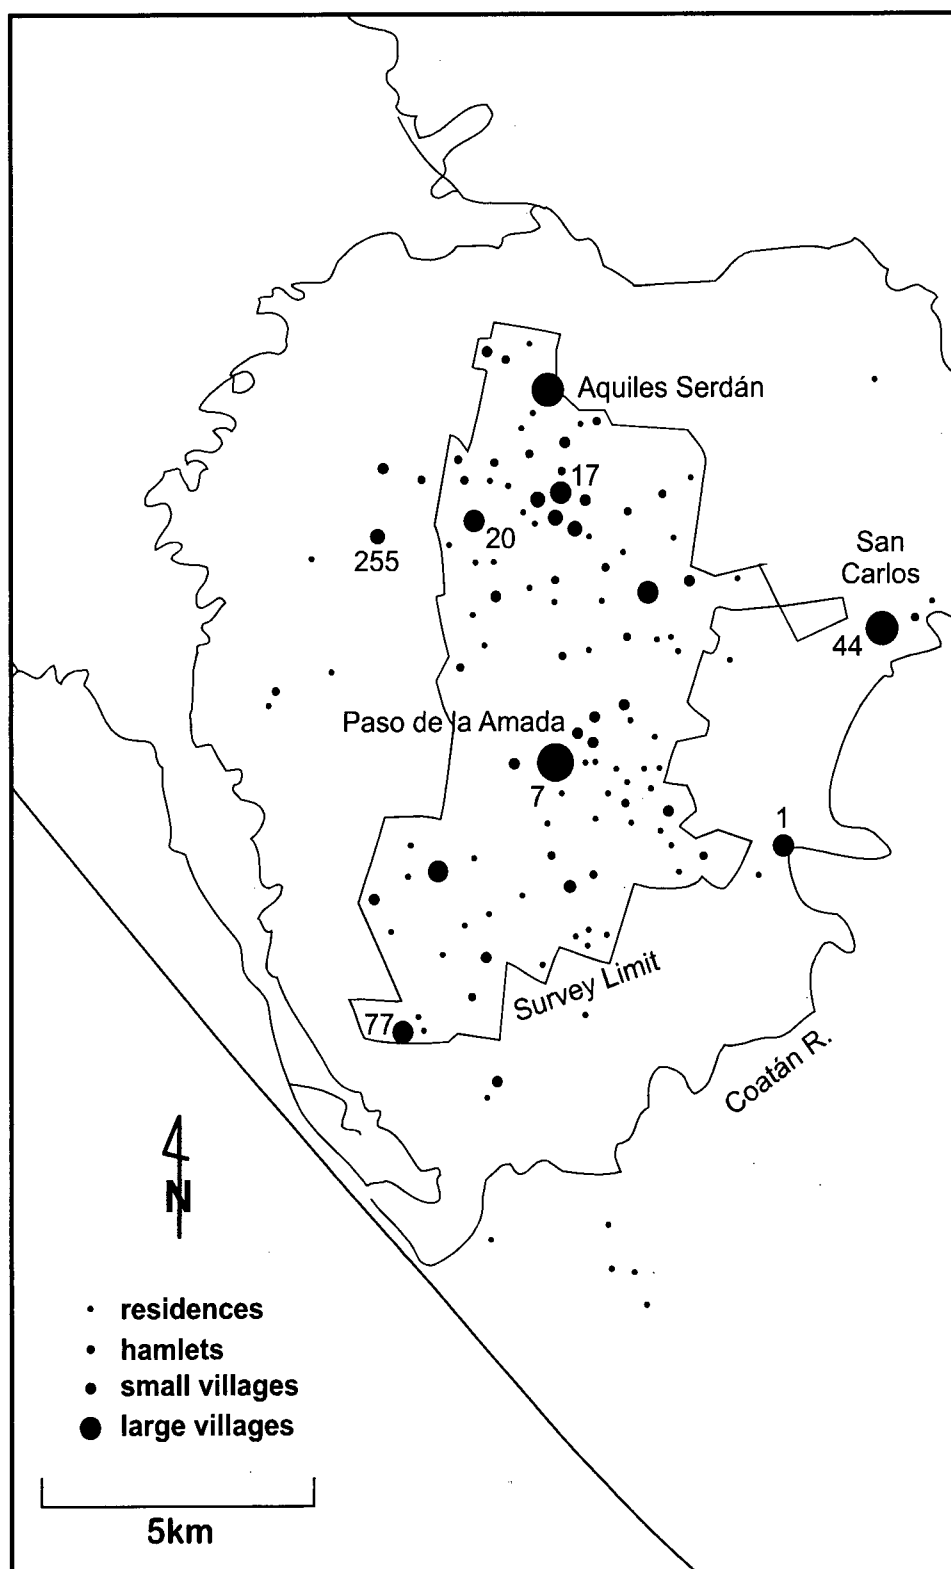 Aquiles Serdán
17
20
255
San
Carlos
44
Paso de la Amada
7
1
Survey Limit
77
Coatán R.
N
residences
hamlets
small villages
large villages
5km